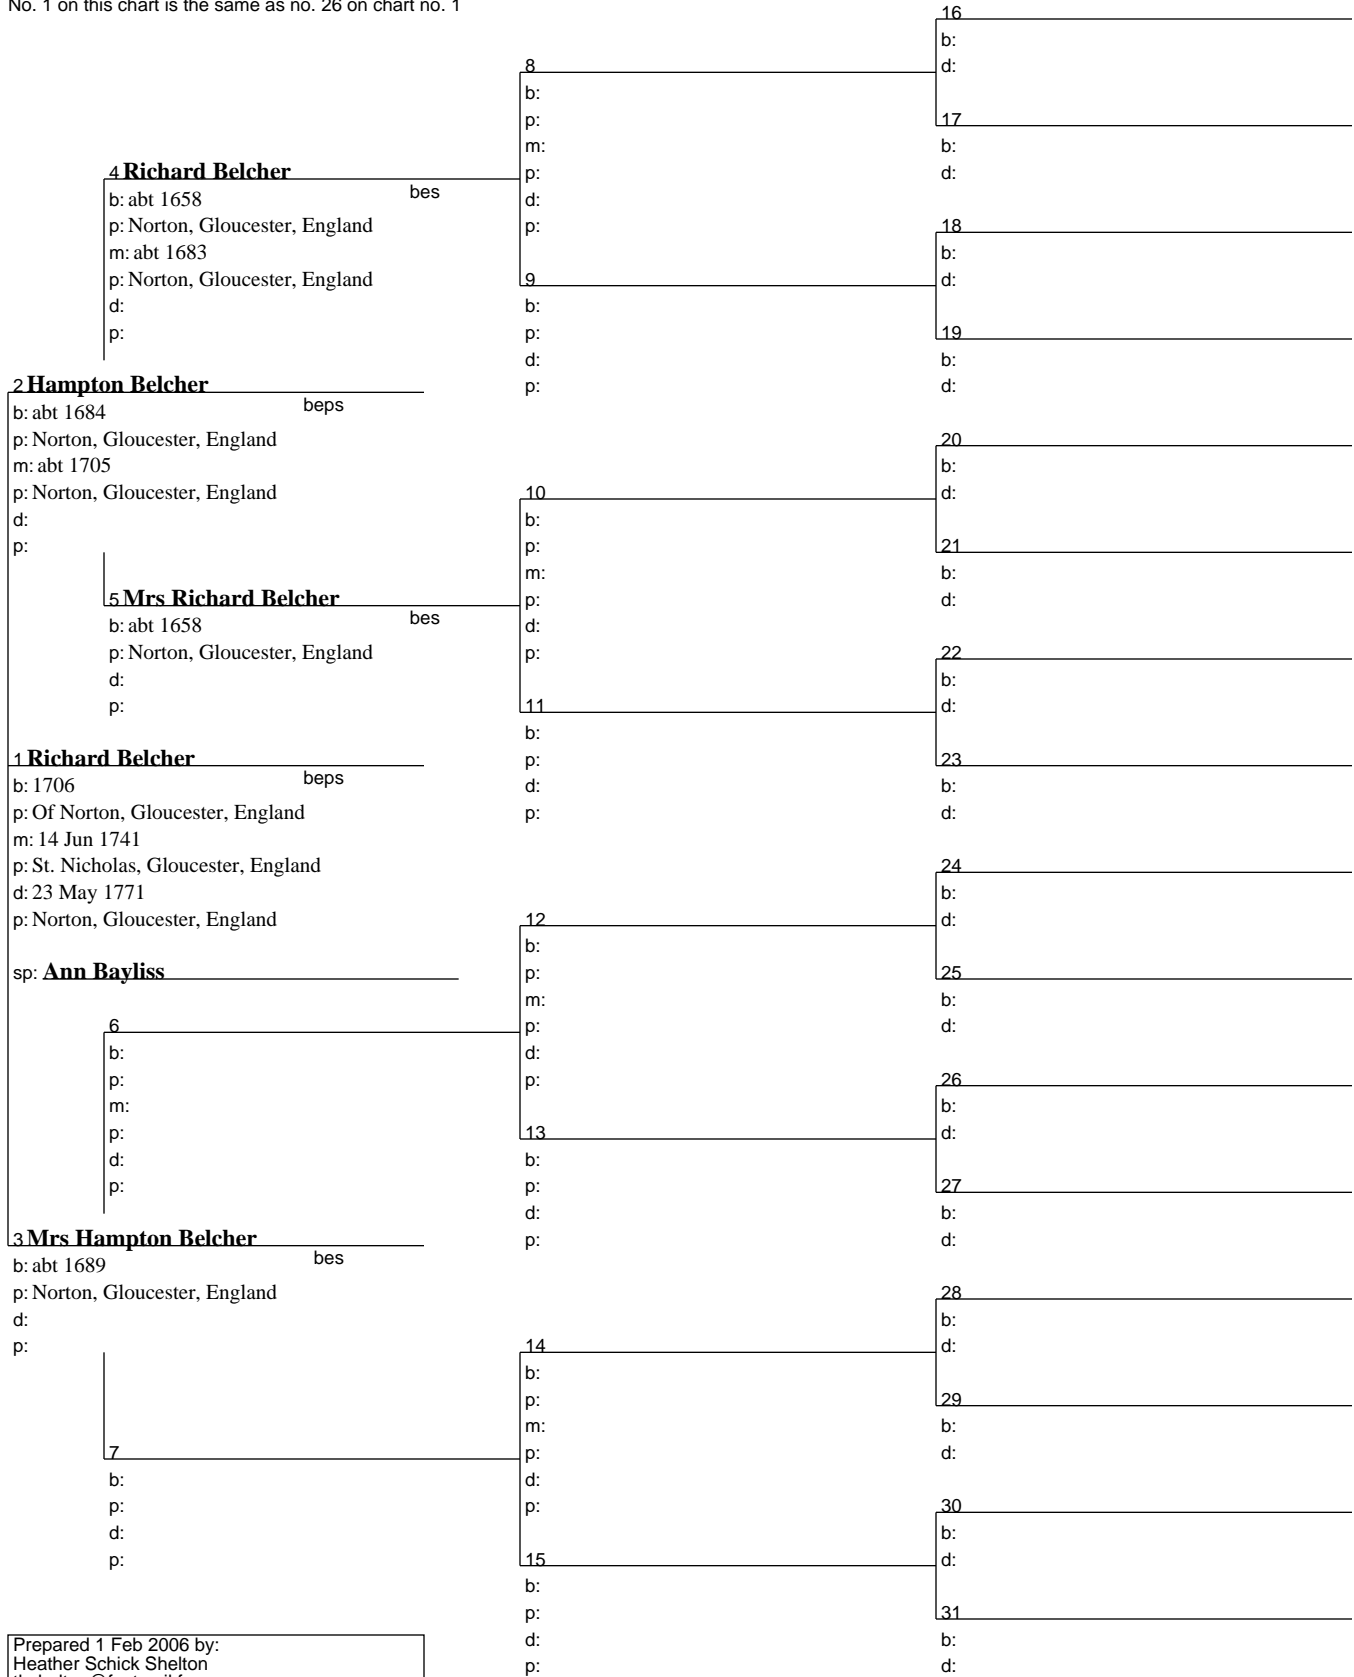 No. 1 on this chart is the same as no. 26 on chart no. 1
4 Richard Belcher
bes
b: abt 1658
p: Norton, Gloucester, England
m: abt 1683
p: Norton, Gloucester, England
d:
p:
2 Hampton Belcher
beps
b: abt 1684
p: Norton, Gloucester, England
m: abt 1705
p: Norton, Gloucester, England
d:
p:
5 Mrs Richard Belcher
bes
b: abt 1658
p: Norton, Gloucester, England
d:
p:
1 Richard Belcher
beps
b: 1706
p: Of Norton, Gloucester, England
m: 14 Jun 1741
p: St. Nicholas, Gloucester, England
d: 23 May 1771
p: Norton, Gloucester, England
sp: Ann Bayliss
6
b:
p:
m:
p:
d:
p:
3 Mrs Hampton Belcher
bes
b: abt 1689
p: Norton, Gloucester, England
d:
p:
7
b:
p:
d:
p:
Prepared 1 Feb 2006 by:
Heather Schick Shelton
8
b:
p:
m:
p:
d:
p:
9
b:
p:
d:
p:
10
b:
p:
m:
p:
d:
p:
11
b:
p:
d:
p:
12
b:
p:
m:
p:
d:
p:
13
b:
p:
d:
p:
14
b:
p:
m:
p:
d:
p:
15
b:
p:
d:
p:
16
b:
d:
17
b:
d:
18
b:
d:
19
b:
d:
20
b:
d:
21
b:
d:
22
b:
d:
23
b:
d:
24
b:
d:
25
b:
d:
26
b:
d:
27
b:
d:
28
b:
d:
29
b:
d:
30
b:
d:
31
b:
d: